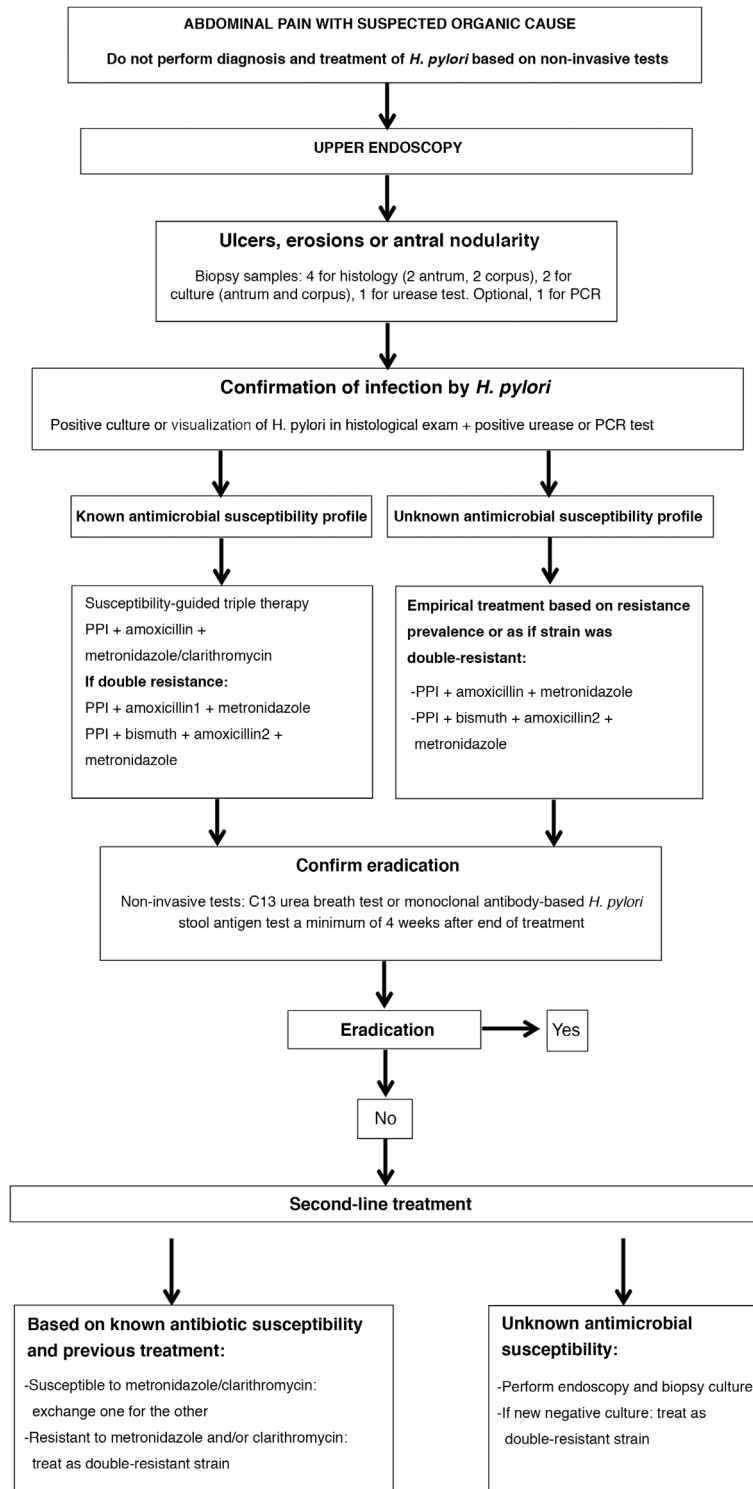 ABDOMINAL PAIN WITH SUSPECTED ORGANIC CAUSE
Do not perform diagnosis and treatment of H. pylori based on non-invasive tests
UPPER ENDOSCOPY
Ulcers, erosions or antral nodularity
Biopsy samples: 4 for histology (2 antrum, 2 corpus), 2 for
culture (antrum and corpus), 1 for urease test. Optional, 1 for PCR
Confirmation of infection by H. pylori
Positive culture or visualization of H. pylori in histological exam + positive urease or PCR test
Known antimicrobial susceptibility profile
Susceptibility-guided triple therapy
PPI + amoxicillin +
metronidazole/clarithromycin
If double resistance:
PPI + amoxicillin1 + metronidazole
PPI + bismuth + amoxicillin2 +
metronidazole
Unknown antimicrobial susceptibility profile
Empirical treatment based on resistance
prevalence or as if strain was
double-resistant:
-PPI + amoxicillin + metronidazole
-PPI + bismuth + amoxicillin2 +
metronidazole
Confirm eradication
Non-invasive tests: C13 urea breath test or monoclonal antibody-based H. pylori
stool antigen test a minimum of 4 weeks after end of treatment
Eradication
Yes
No
Second-line treatment
Based on known antibiotic susceptibility
and previous treatment:
-Susceptible to metronidazole/clarithromycin:
exchange one for the other
-Resistant to metronidazole and/or clarithromycin:
treat as double-resistant strain
Unknown antimicrobial
susceptibility:
-Perform endoscopy and biopsy culture
-If new negative culture: treat as
double-resistant strain